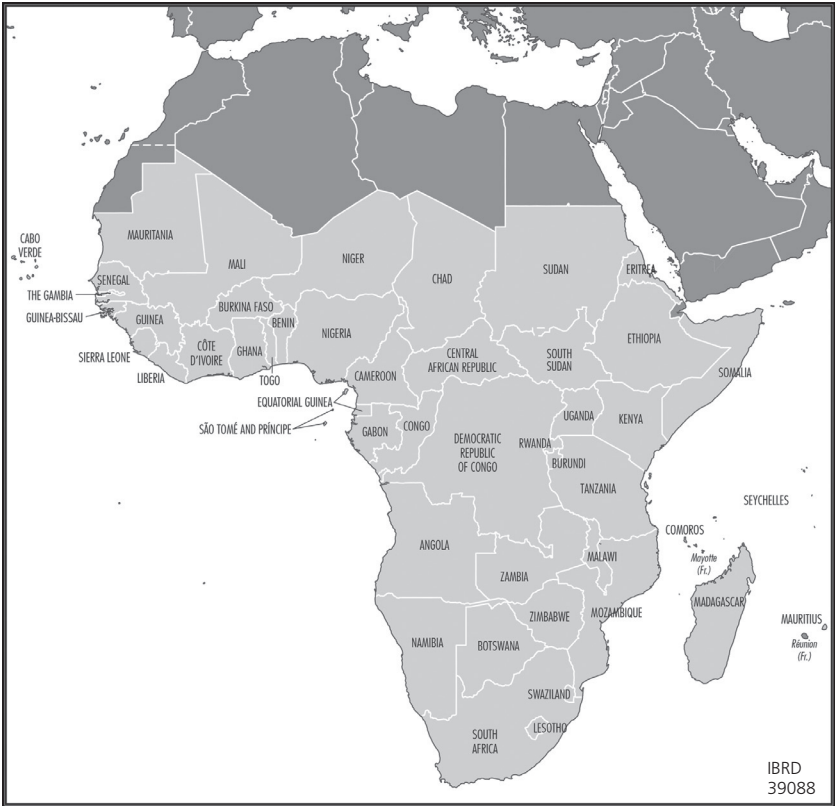 CABO
VERDE
MAURITANIA
MALI
NIGER
CHAD
SUDAN
ERITREA
SENEGAL
THE GAMBIA
GUINEA-BISSAU
GUINEA
BURKINA FASO
BENIN
NIGERIA
ETHIOPIA
SIERRA LEONE
LIBERIA
CÔTE
D'IVOIRE
GHANA
TOGO
CAMEROON
CENTRAL
AFRICAN REPUBLIC
SOUTH
SUDAN
SOMALIA
EQUATORIAL GUINEA
SÃO TOMÉ AND PRÍNCIPE
GABON
CONGO
DEMOCRATIC
REPUBLIC
OF CONGO
UGANDA
KENYA
RWANDA
BURUNDI
TANZANIA
SEYCHELLES
COMOROS
Mayotte
(Fr.)
ANGOLA
ZAMBIA
MALAWI
MOZAMBIQUE
MADAGASCAR
MAURITIUS
Réunion
(Fr.)
NAMIBIA
BOTSWANA
ZIMBABWE
SWAZILAND
LESOTHO
SOUTH
AFRICA
IBRD
39088